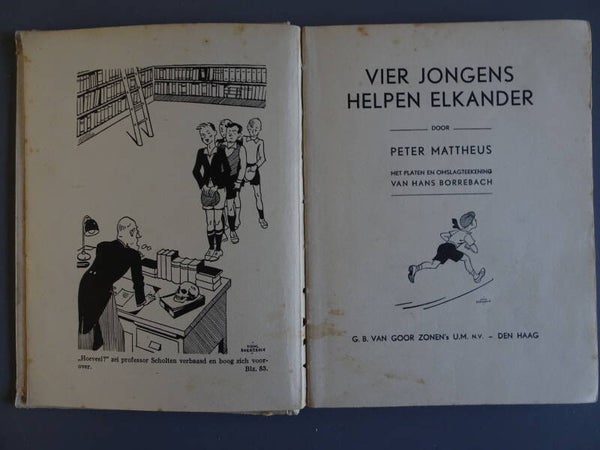 „Hoeveel?" zei professor Scholten verbaasd en boog zich voor-
over.
Blz. 83.
VIER JONGENS
HELPEN ELKANDER
DOOR
PETER MATTHEUS
MET PLATEN EN OMSLAGTEEKENING
VAN HANS BORREBACH
G. B. VAN GOOR ZONEN's U.M. N.V. – DEN HAAG